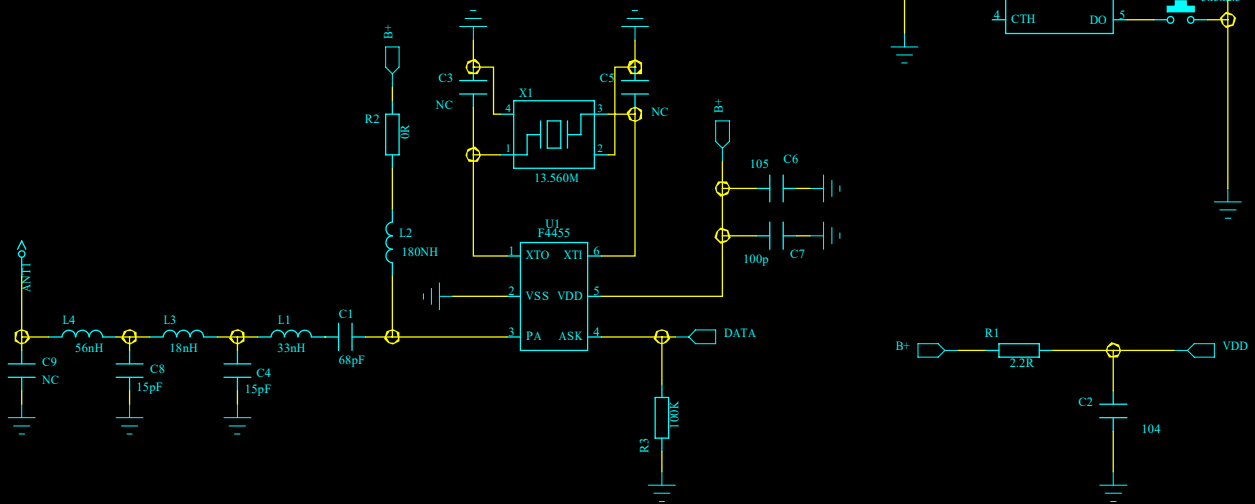 4 CTH DO 5
B+
C3
NC
X1
4 3
1 2
13.560M
C5
NC
R2
0R
B+
105 C6
100p C7
L2
180NH
U1
F4455
1 XTO XTI 6
2 VSS VDD 5
3 PA ASK 4
ANT1
L4
56nH
L3
18nH
L1
33nH
C1
68pF
C9
NC
C8
15pF
C4
15pF
DATA
R3
100K
B+
R1
2.2R
VDD
C2
104